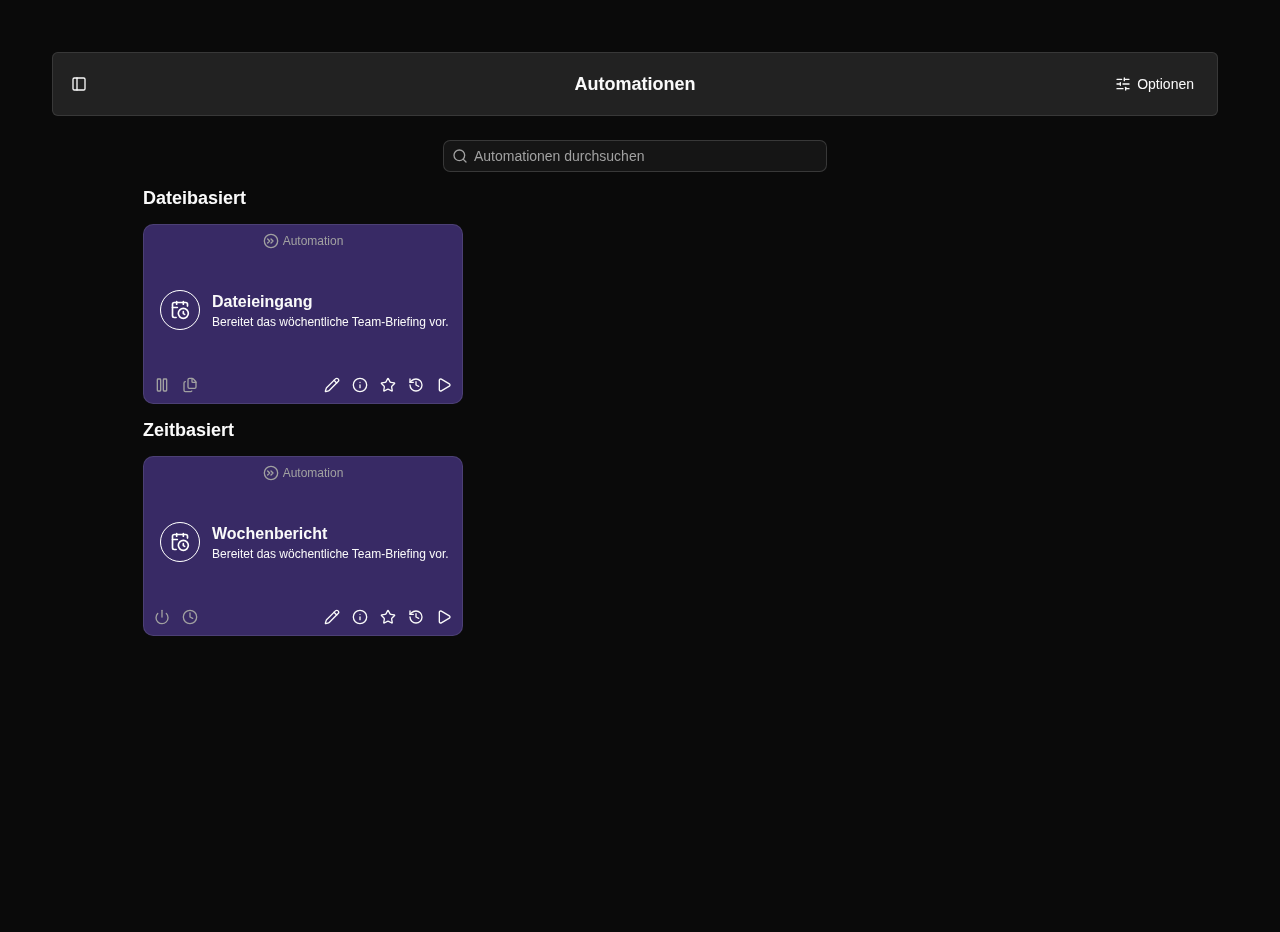 Automationen
Optionen
Automationen durchsuchen
Dateibasiert
Automation
Dateieingang
Bereitet das wöchentliche Team-Briefing vor.
Zeitbasiert
Automation
Wochenbericht
Bereitet das wöchentliche Team-Briefing vor.